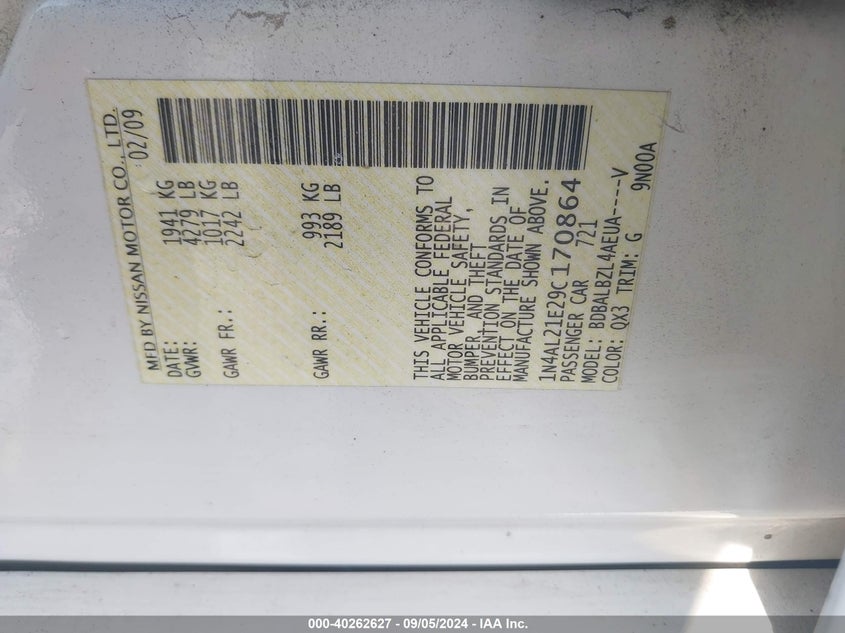 MFD BY NISSAN MOTOR CO., LTD.
DATE: 02/09
GVWR: 1941 KG
4279 LB
GAWR FR.: 1017 KG
2242 LB
GAWR RR.: 993 KG
2189 LB
THIS VEHICLE CONFORMS TO
ALL APPLICABLE FEDERAL
MOTOR VEHICLE SAFETY,
BUMPER, AND THEFT
PREVENTION STANDARDS IN
EFFECT ON THE DATE OF
MANUFACTURE SHOWN ABOVE.
1N4AL21E29C170864
PASSENGER CAR 721
MODEL: BDBALBZL4AEUA----V
COLOR: QX3 TRIM: G 9N00A
000-40262627 - 09/05/2024 - IAA Inc.